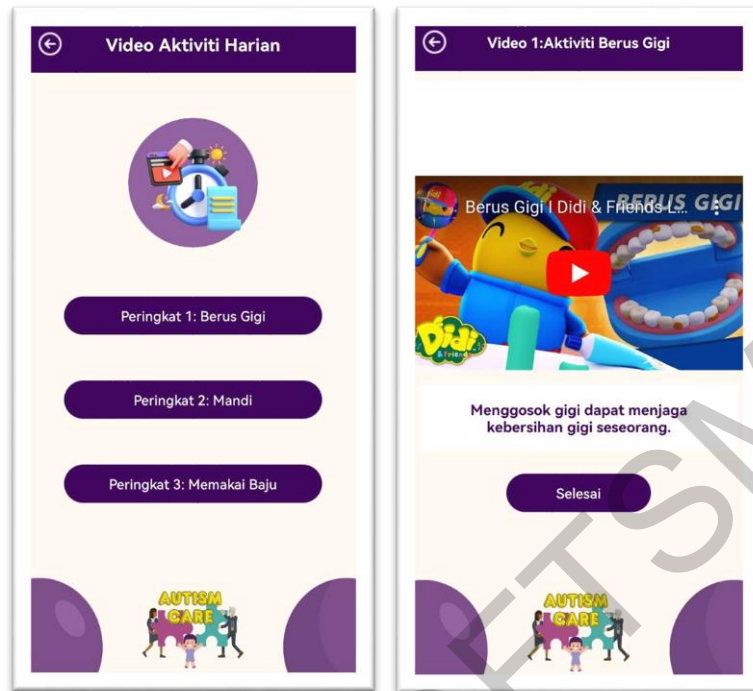 Video Aktiviti Harian
Peringkat 1: Berus Gigi
Peringkat 2: Mandi
Peringkat 3: Memakai Baju
AUTISM
CARE
Video 1:Aktiviti Berus Gigi
Berus Gigi I Didi & Friends L...
BERUS GIGI
Didi
& Friends
Menggosok gigi dapat menjaga
kebersihan gigi seseorang.
Selesai
AUTISM
CARE